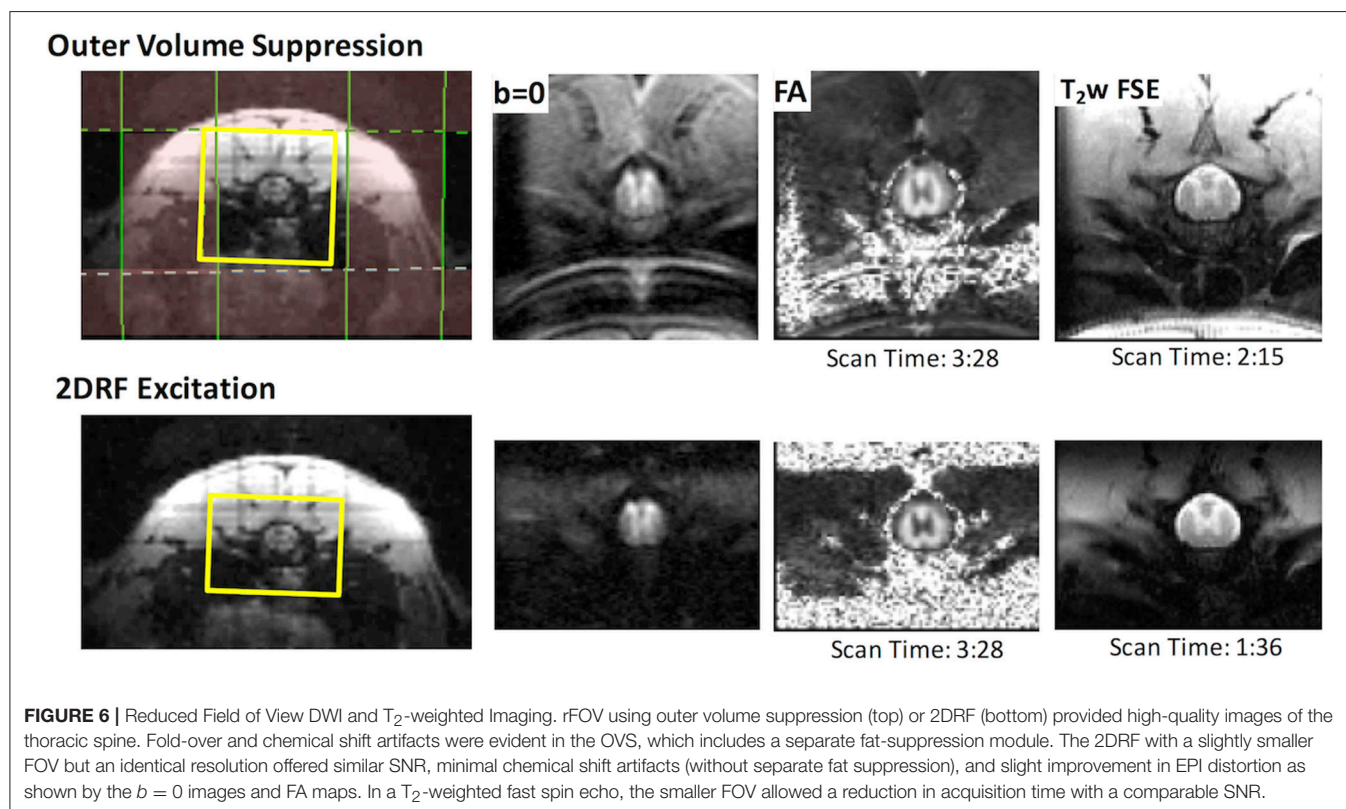 Outer Volume Suppression
b=0
FA
T₂w FSE
Scan Time: 3:28
Scan Time: 2:15
2DRF Excitation
Scan Time: 3:28
Scan Time: 1:36
FIGURE 6 | Reduced Field of View DWI and T₂-weighted Imaging. rFOV using outer volume suppression (top) or 2DRF (bottom) provided high-quality images of the
thoracic spine. Fold-over and chemical shift artifacts were evident in the OVS, which includes a separate fat-suppression module. The 2DRF with a slightly smaller
FOV but an identical resolution offered similar SNR, minimal chemical shift artifacts (without separate fat suppression), and slight improvement in EPI distortion as
shown by the b = 0 images and FA maps. In a T₂-weighted fast spin echo, the smaller FOV allowed a reduction in acquisition time with a comparable SNR.